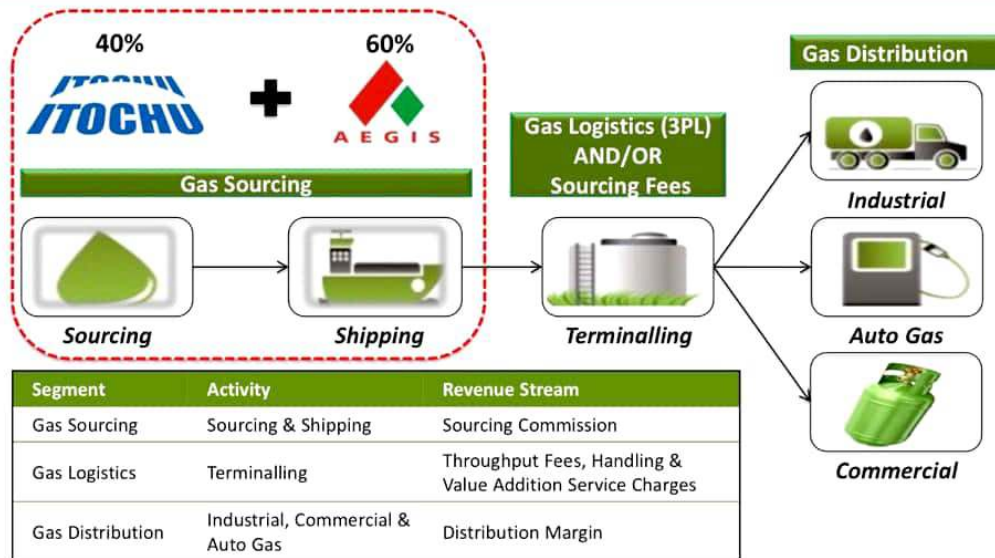 40%
60%
ITOCHU
ITOCHU
AEGIS
Gas Sourcing
Sourcing
Shipping
Gas Logistics (3PL)
AND/OR
Sourcing Fees
Terminalling
Gas Distribution
Industrial
Auto Gas
Commercial
Segment Activity Revenue Stream
Gas Sourcing Sourcing & Shipping Sourcing Commission
Gas Logistics Terminalling Throughput Fees, Handling &
Value Addition Service Charges
Gas Distribution Industrial, Commercial & Distribution Margin
Auto Gas